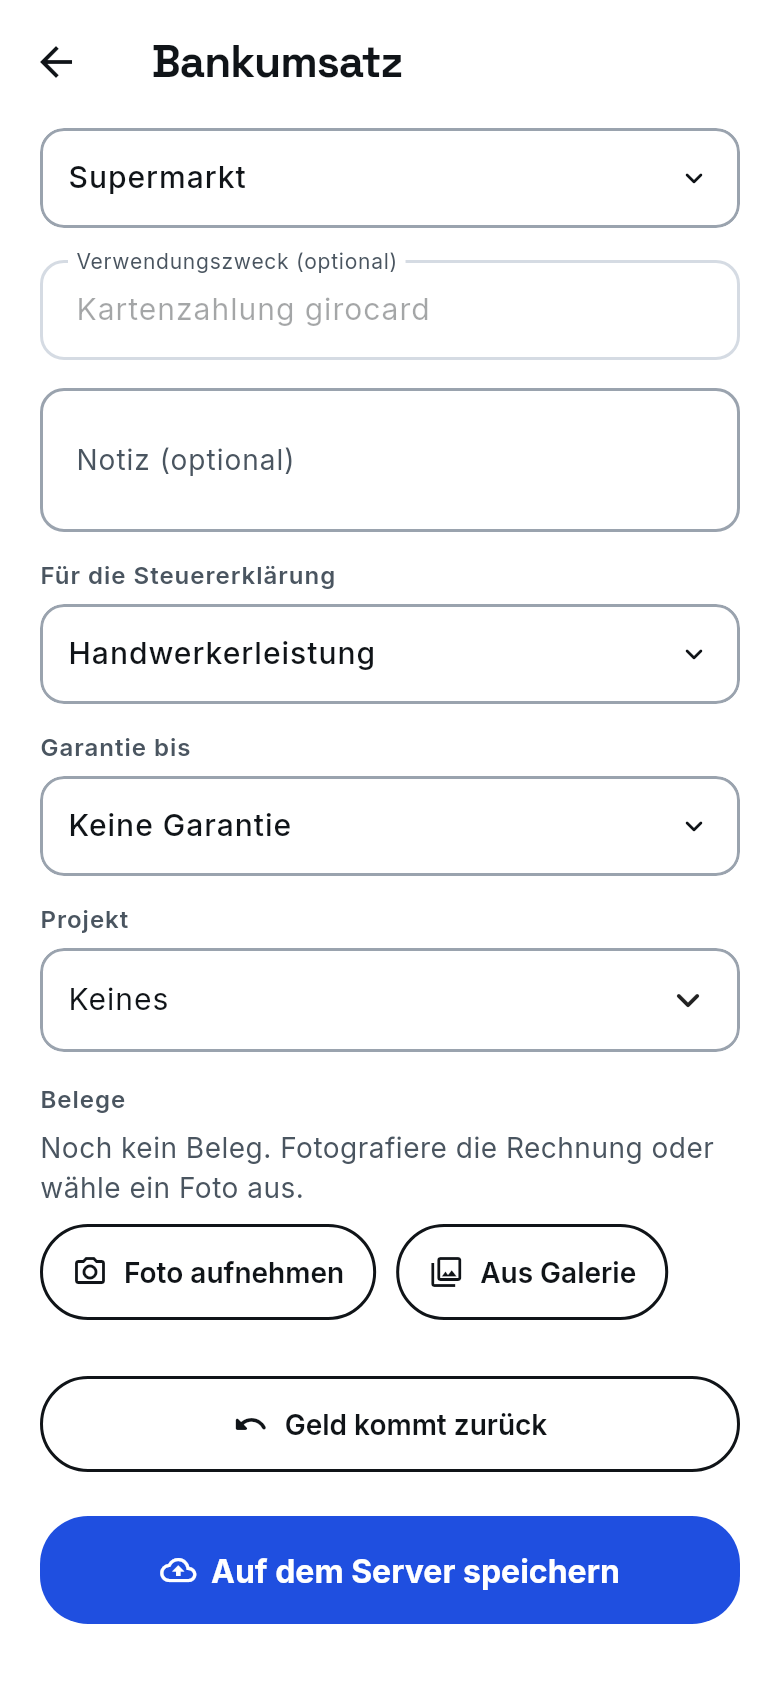 Bankumsatz
Supermarkt
Verwendungszweck (optional)
Kartenzahlung girocard
Notiz (optional)
Für die Steuererklärung
Handwerkerleistung
Garantie bis
Keine Garantie
Projekt
Keines
Belege
Noch kein Beleg. Fotografiere die Rechnung oder
wähle ein Foto aus.
Foto aufnehmen
Aus Galerie
Geld kommt zurück
Auf dem Server speichern